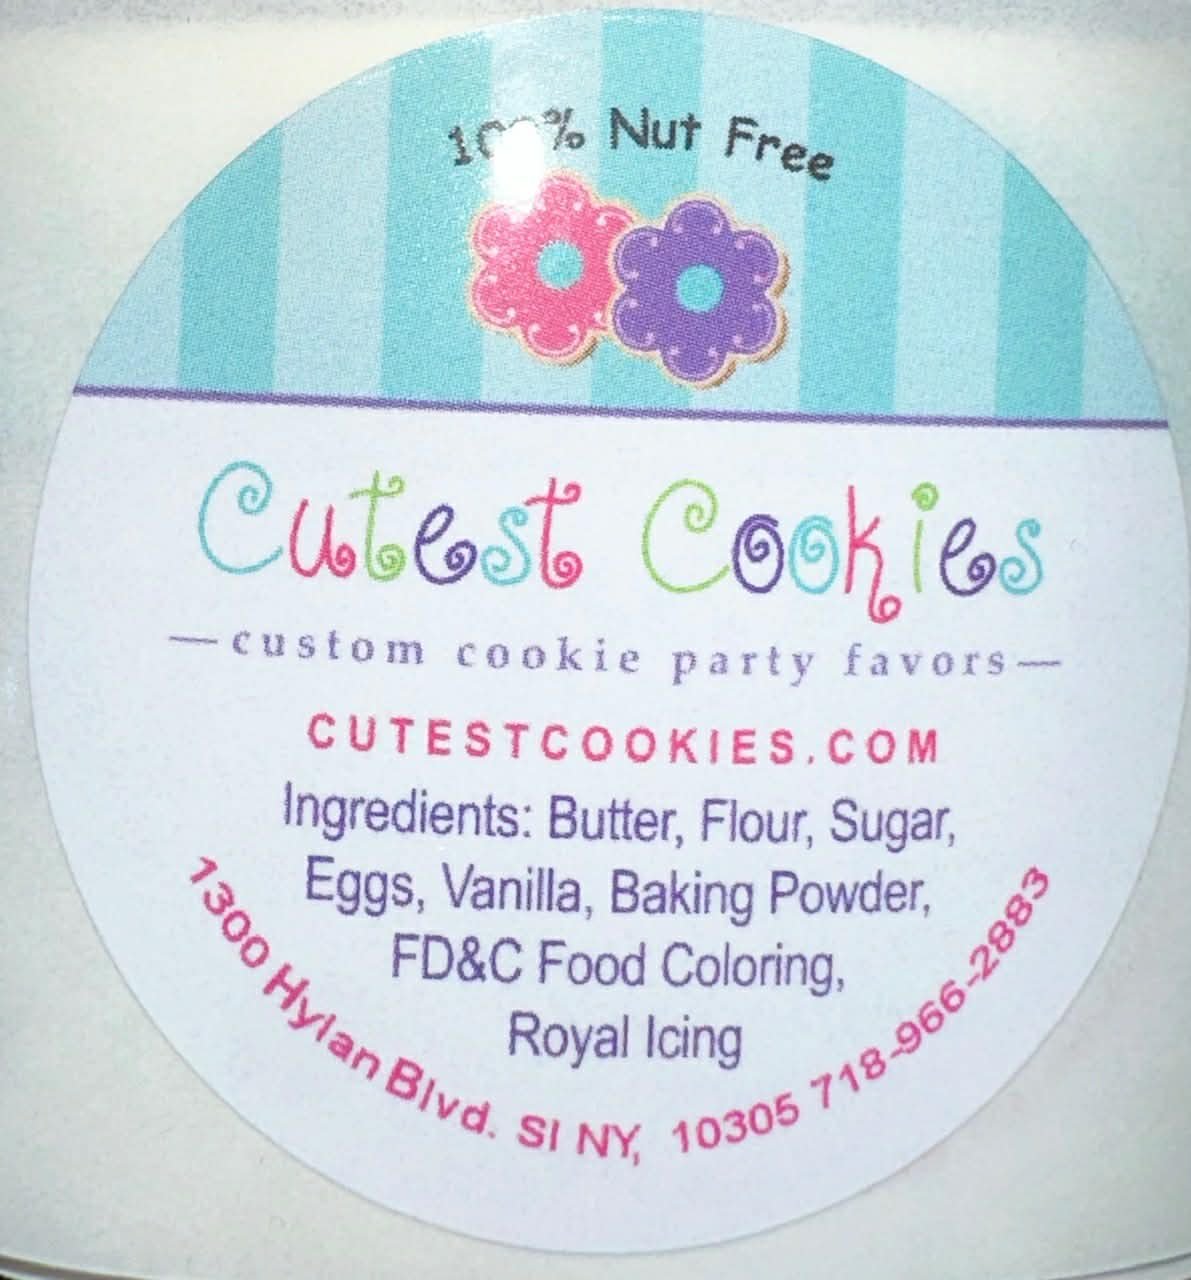 100% Nut Free
Cutest Cookies
—custom cookie party favors—
CUTESTCOOKIES.COM
Ingredients: Butter, Flour, Sugar,
Eggs, Vanilla, Baking Powder,
FD&C Food Coloring,
Royal Icing
1300 Hylan Blvd. SI NY, 10305 718-966-2883